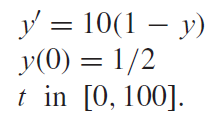 y′ = 10(1 − y)
y(0) = 1/2
t in [0, 100].